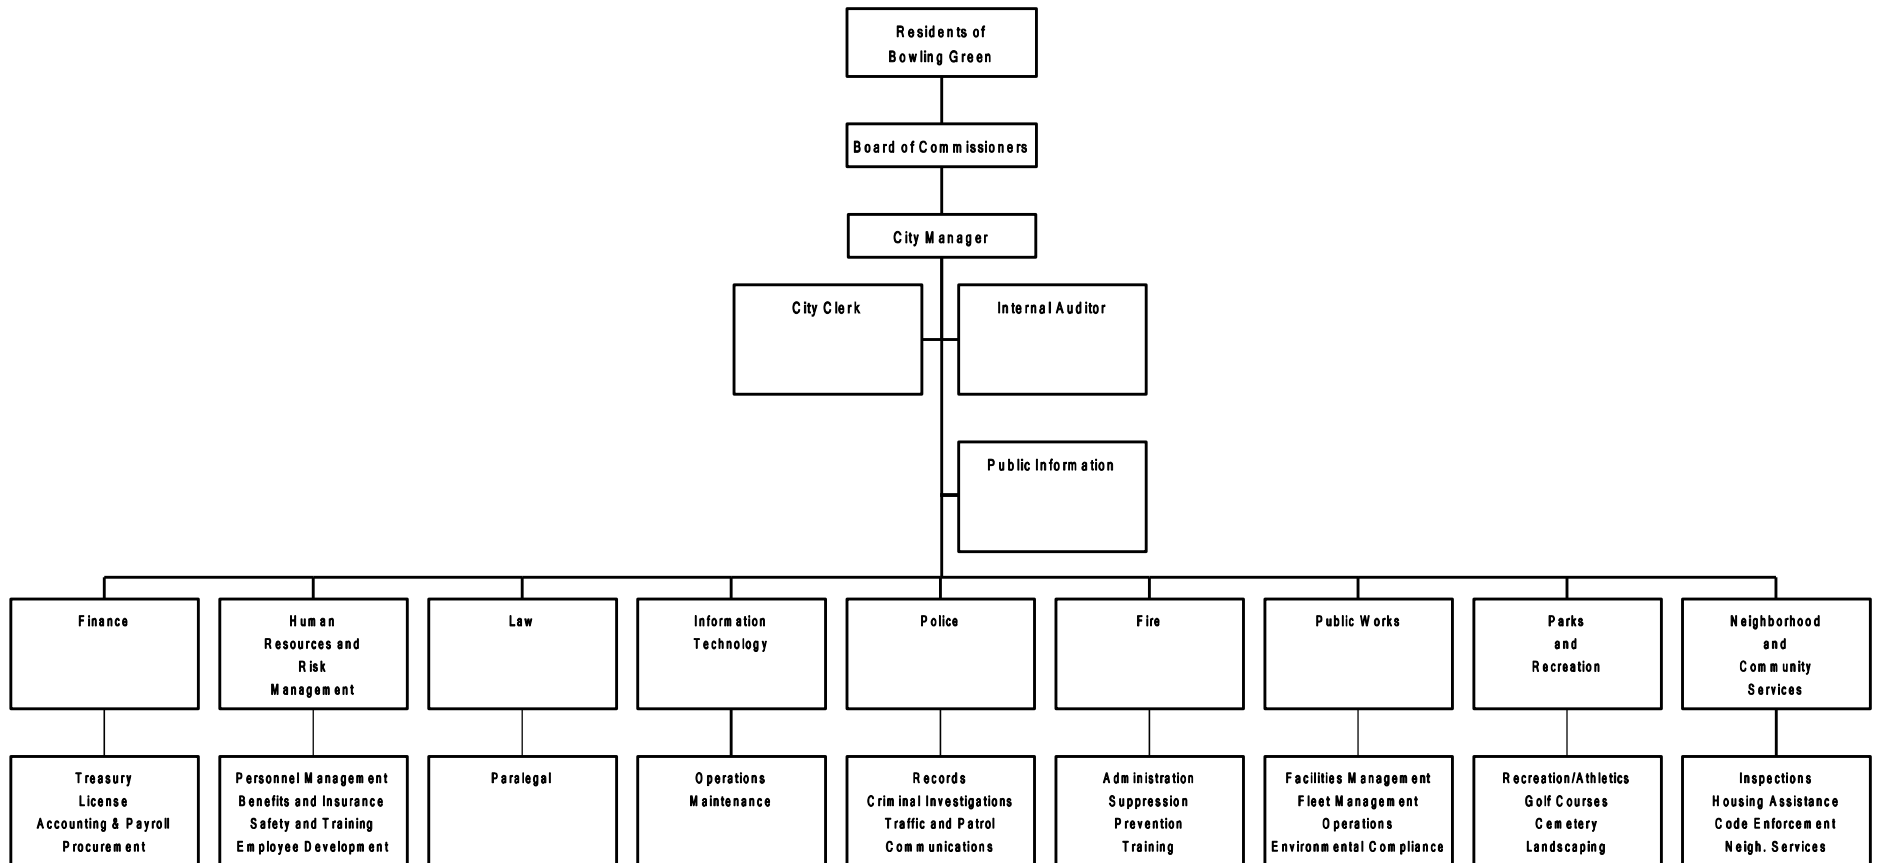 Residents of
Bowling Green
Board of Commissioners
City Manager
City Clerk
Internal Auditor
Public Information
Finance
Human
Resources and
Risk
Management
Law
Information
Technology
Police
Fire
Public Works
Parks
and
Recreation
Neighborhood
and
Community
Services
Treasury
License
Accounting & Payroll
Procurement
Personnel Management
Benefits and Insurance
Safety and Training
Employee Development
Paralegal
Operations
Maintenance
Records
Criminal Investigations
Traffic and Patrol
Communications
Administration
Suppression
Prevention
Training
Facilities Management
Fleet Management
Operations
Environmental Compliance
Recreation/Athletics
Golf Courses
Cemetery
Landscaping
Inspections
Housing Assistance
Code Enforcement
Neigh. Services